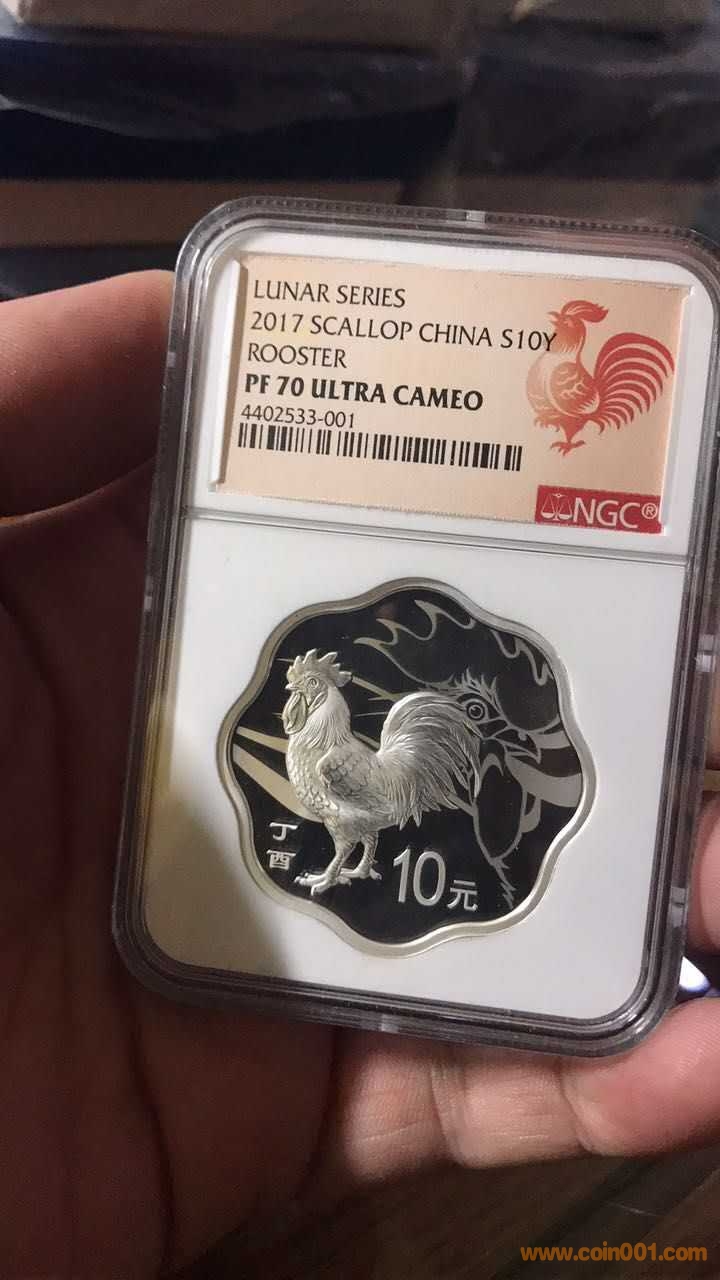 LUNAR SERIES
2017 SCALLOP CHINA S10Y
ROOSTER
PF 70 ULTRA CAMEO
4402533-001
NGC®
丁
酉
10元
www.coin001.com